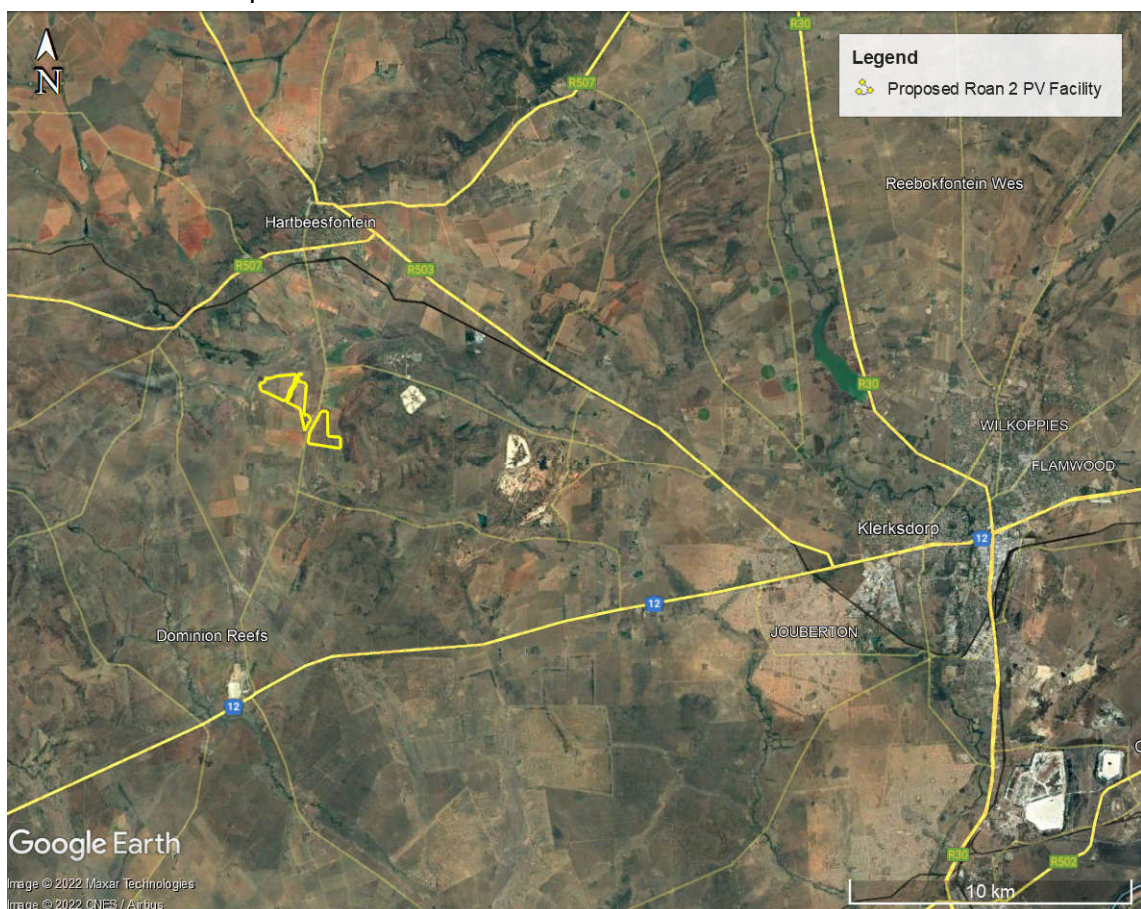 R30
Legend
N
Proposed Roan 2 PV Facility
R507
Reebokfontein Wes
Hartbeesfontein
R507
R503
R30
WILKOPPIES
FLAMWOOD
Klerksdorp
12
12
JOUBERTON
Dominion Reefs
12
Google Earth
R30
R502
Image © 2022 Maxar Technologies
10 km
Image © 2022 CNES / Airbus